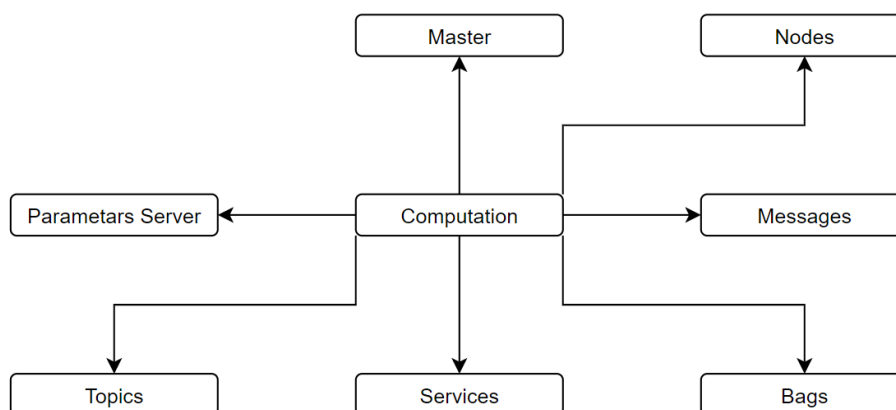 Master
Nodes
Parametars Server
Computation
Messages
Topics
Services
Bags